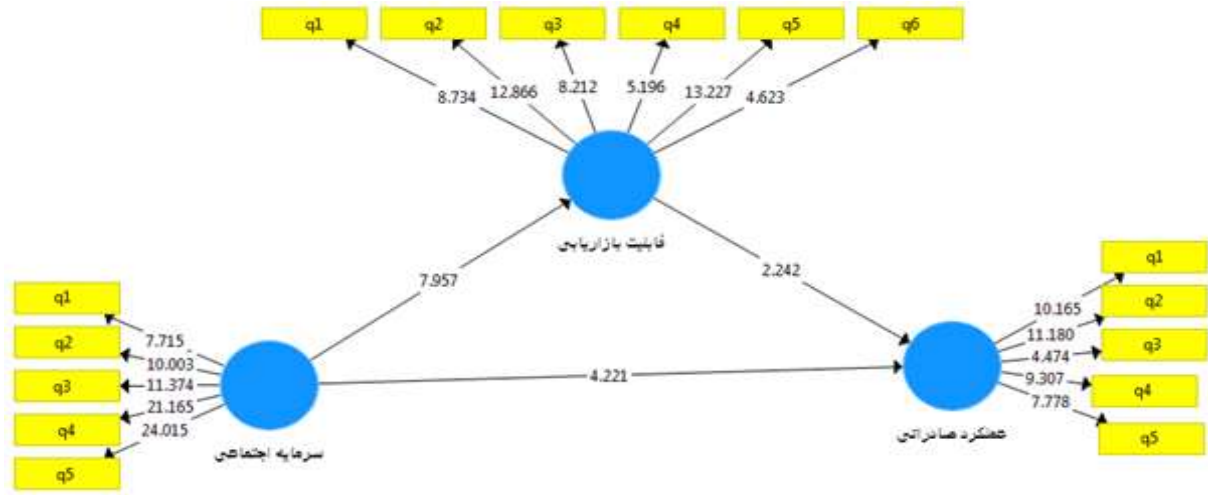 q1 q2 q3 q4 q5 q6
8.734 12.866 8.212 5.196 13.227 4.623
قابلیت بازاریابی
7.957
2.242
4.221
q1
q2
q3
q4
q5
7.715
10.003
11.374
21.165
24.015
سرمایه اجتماعی
q1
q2
q3
q4
q5
10.165
11.180
4.474
9.307
7.778
عملکرد صادراتی